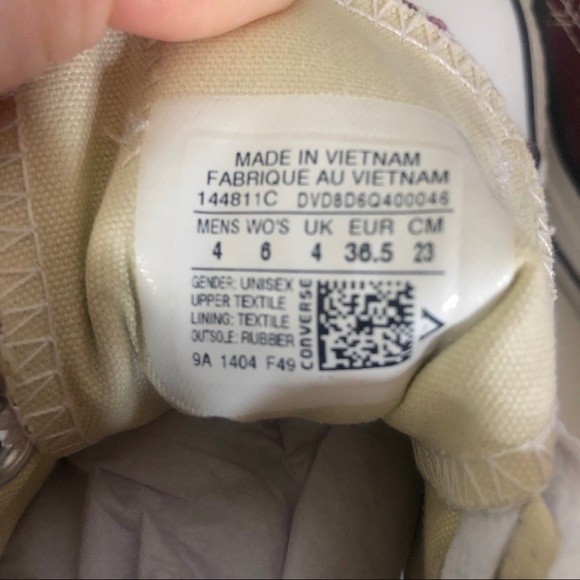 MADE IN VIETNAM
FABRIQUE AU VIETNAM
144811C DVD8D6Q400046
MENS WO'S UK EUR CM
4 6 4 36.5 23
GENDER: UNISEX
UPPER TEXTILE
LINING: TEXTILE
OUTSOLE: RUBBER
9A 1404 F49
CONVERSE